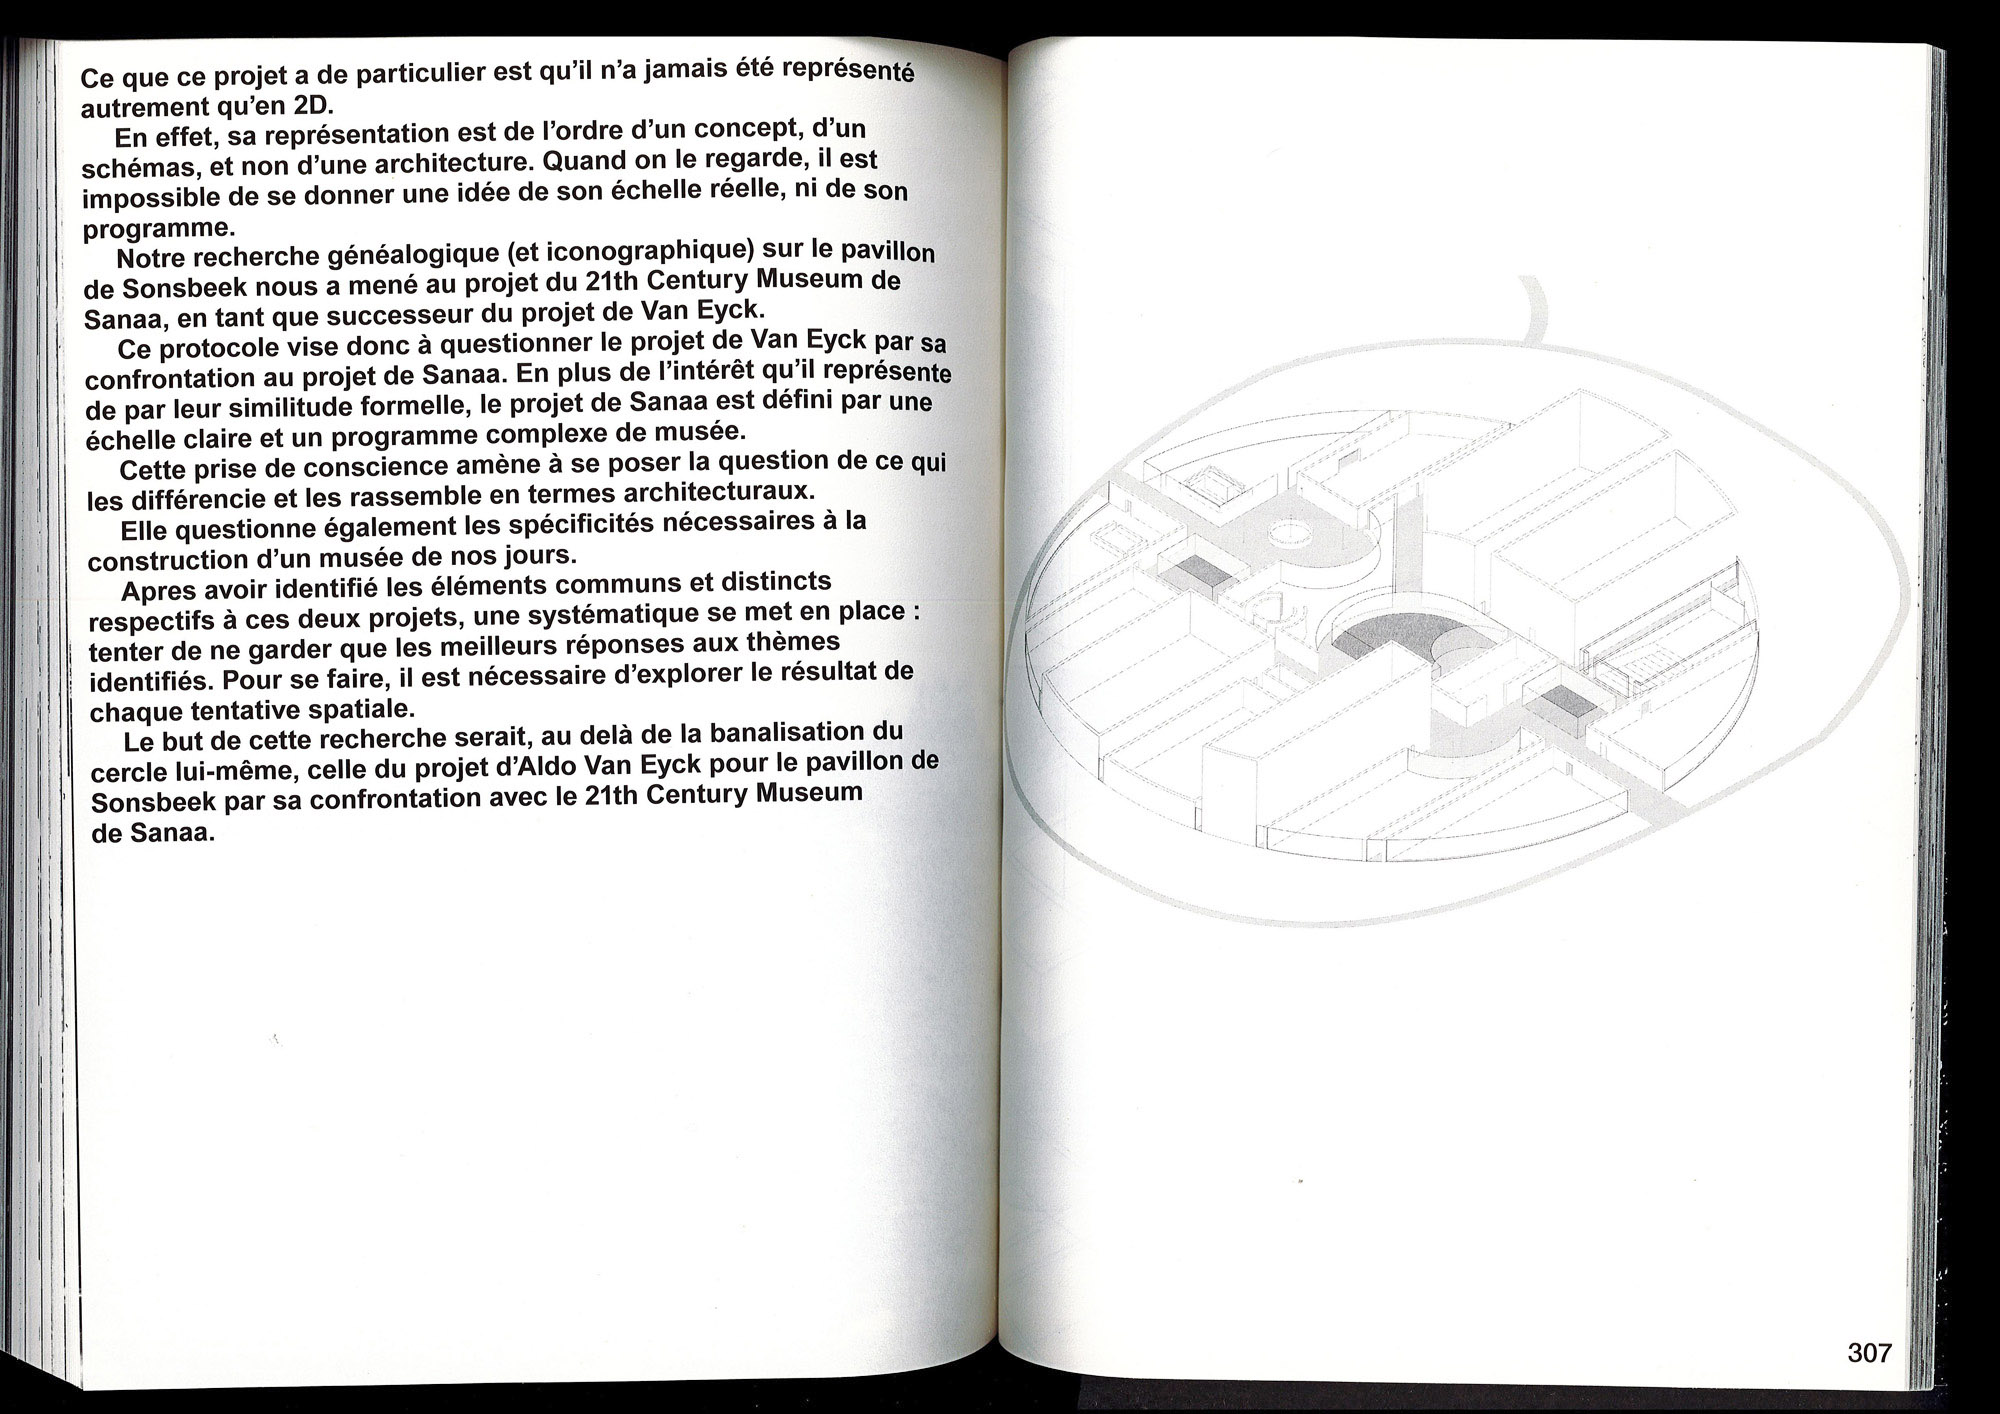 Ce que ce projet a de particulier est qu’il n’a jamais été représenté
autrement qu’en 2D.
En effet, sa représentation est de l’ordre d’un concept, d’un
schémas, et non d’une architecture. Quand on le regarde, il est
impossible de se donner une idée de son échelle réelle, ni de son
programme.
Notre recherche généalogique (et iconographique) sur le pavillon
de Sonsbeek nous a mené au projet du 21th Century Museum de
Sanaa, en tant que successeur du projet de Van Eyck.
Ce protocole vise donc à questionner le projet de Van Eyck par sa
confrontation au projet de Sanaa. En plus de l’intérêt qu’il représente
de par leur similitude formelle, le projet de Sanaa est défini par une
échelle claire et un programme complexe de musée.
Cette prise de conscience amène à se poser la question de ce qui
les différencie et les rassemble en termes architecturaux.
Elle questionne également les spécificités nécessaires à la
construction d’un musée de nos jours.
Apres avoir identifié les éléments communs et distincts
respectifs à ces deux projets, une systématique se met en place :
tenter de ne garder que les meilleurs réponses aux thèmes
identifiés. Pour se faire, il est nécessaire d’explorer le résultat de
chaque tentative spatiale.
Le but de cette recherche serait, au delà de la banalisation du
cercle lui-même, celle du projet d’Aldo Van Eyck pour le pavillon de
Sonsbeek par sa confrontation avec le 21th Century Museum
de Sanaa.
307